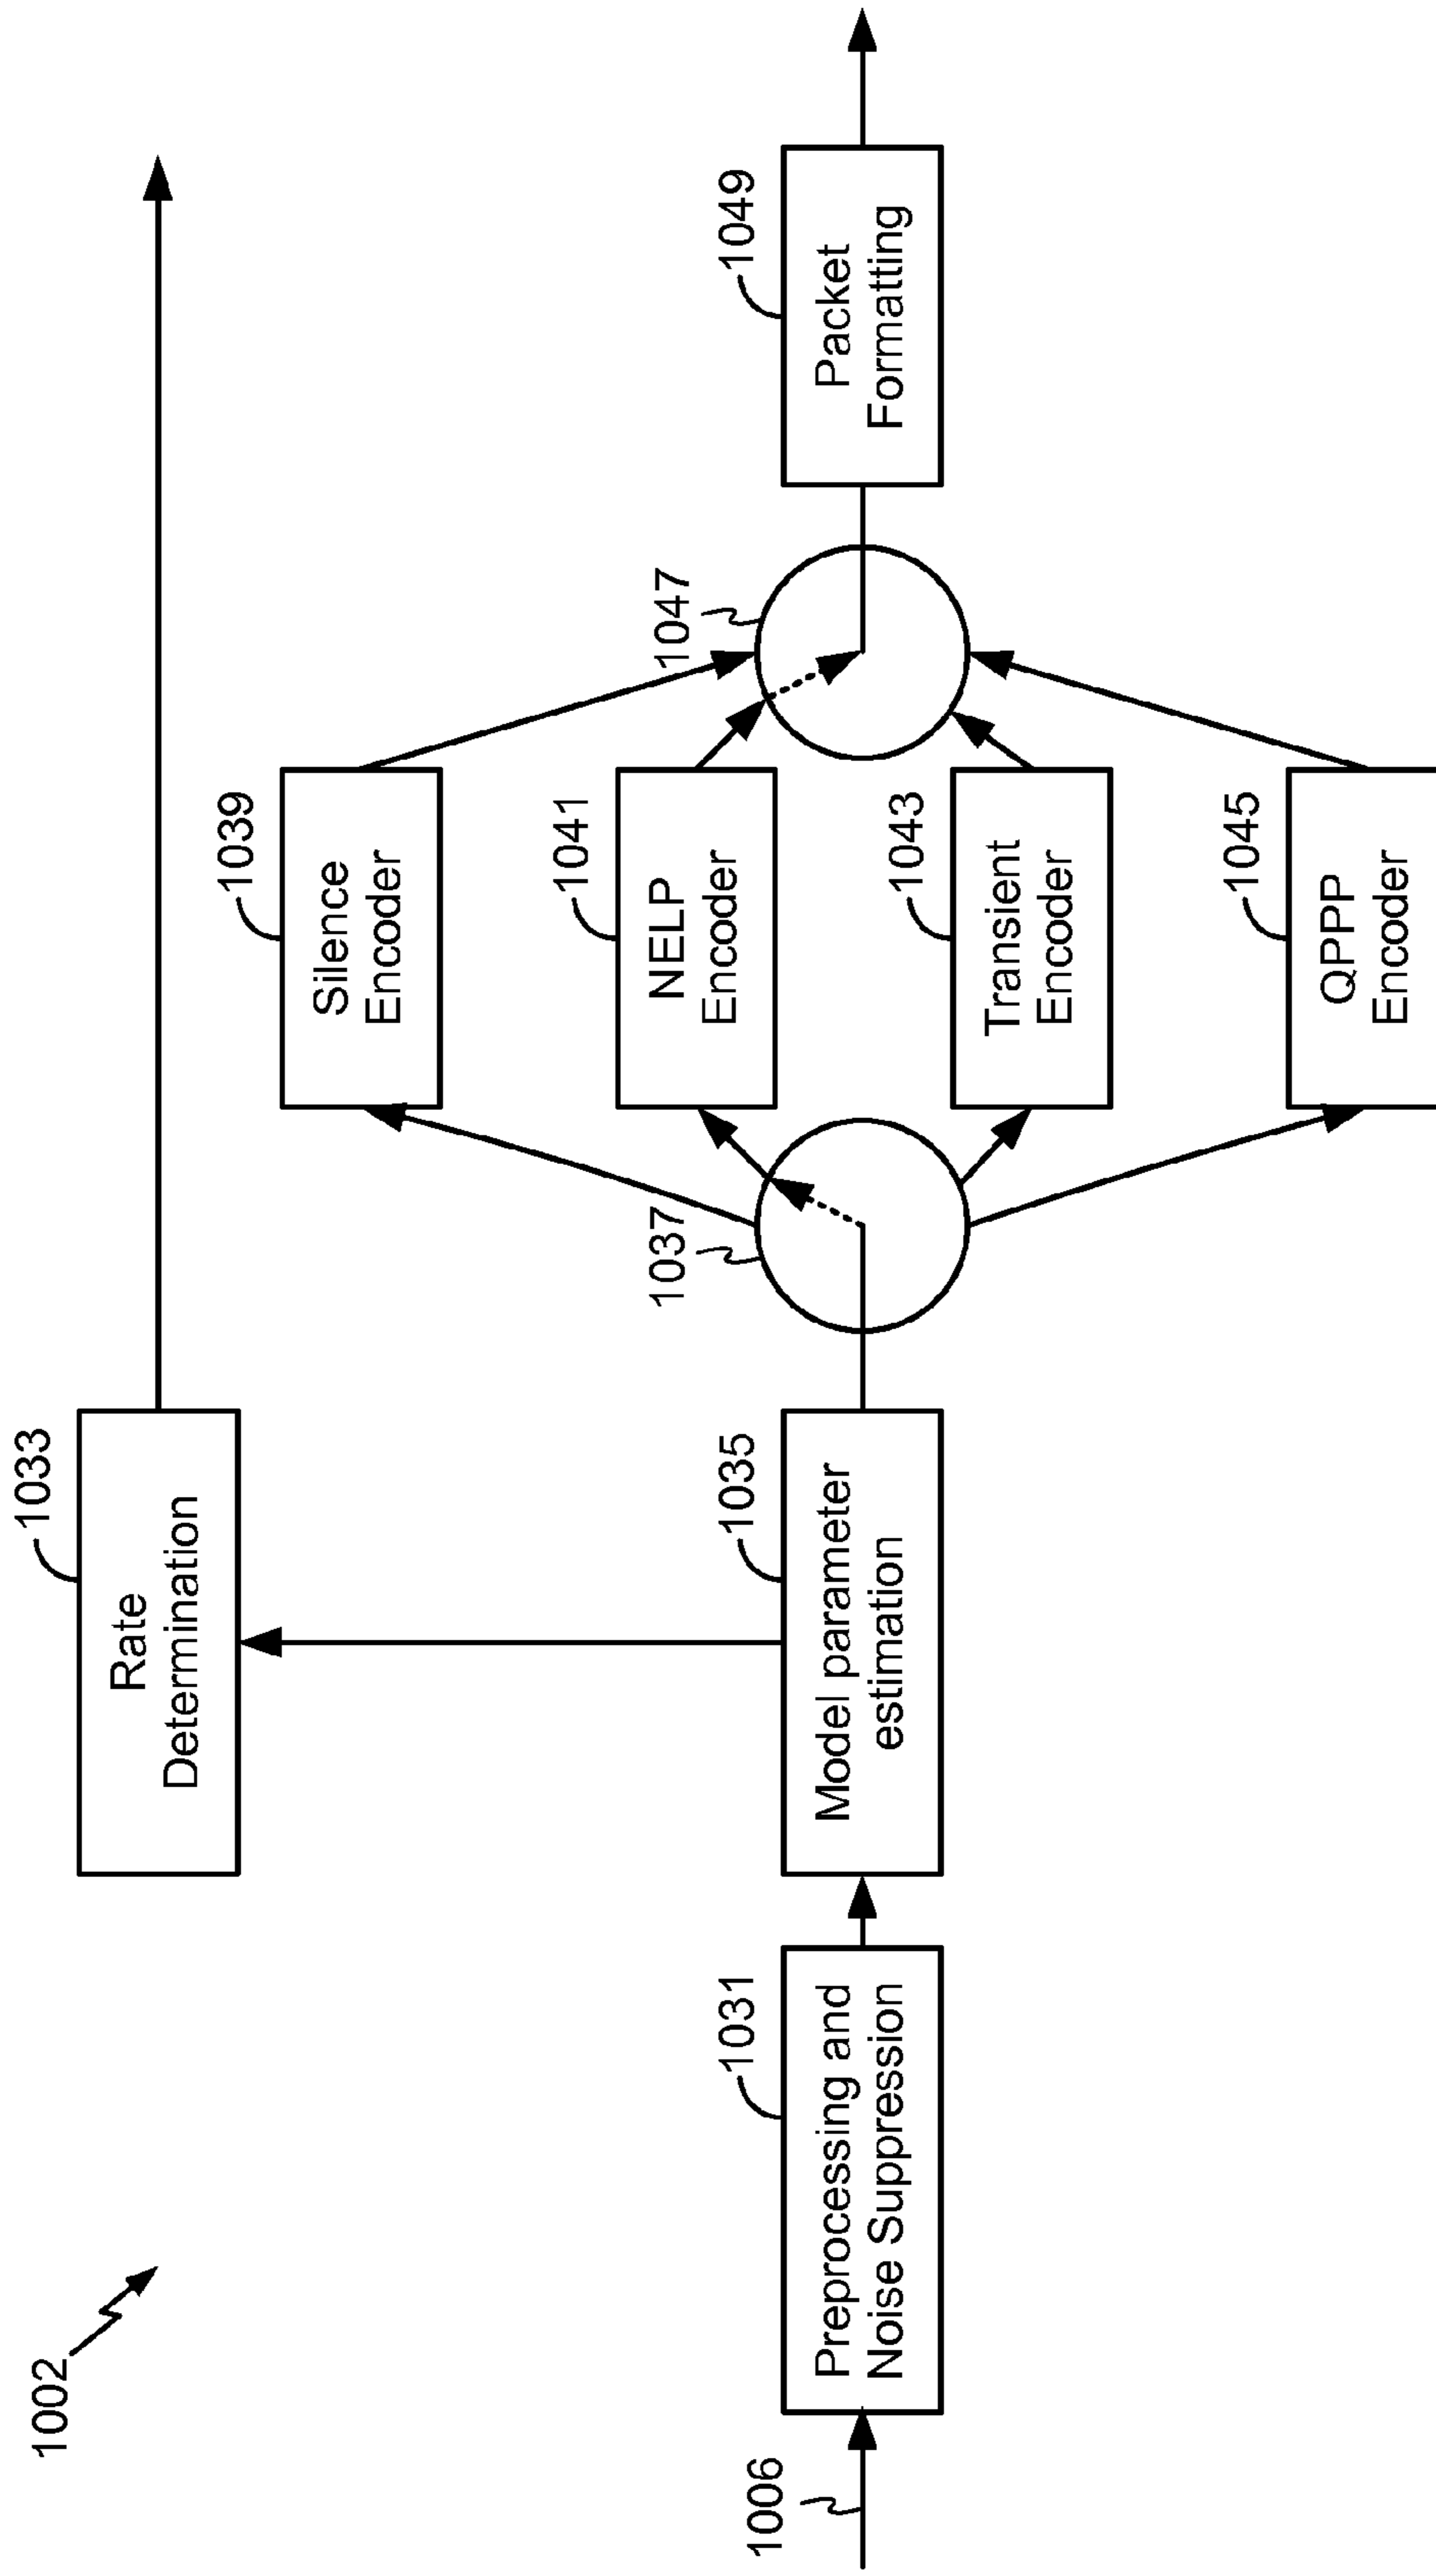 1002
1033
Rate
Determination
1039
Silence
Encoder
1041
NELP
Encoder
1043
Transient
Encoder
1045
QPPP
Encoder
1006
1031
Preprocessing and
Noise Suppression
1035
Model parameter
estimation
1037
1047
1049
Packet
Formatting